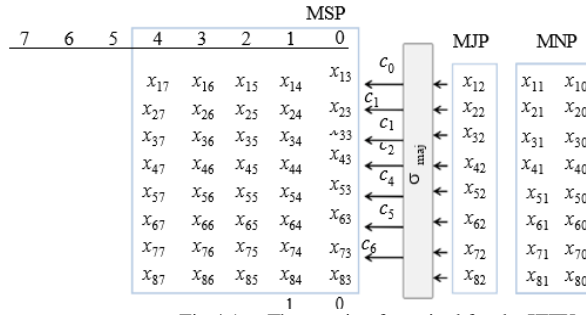 MSP
7 6 5 4 3 2 1 0 MJP MNP
x17 x16 x15 x14 x13 c0 x12 x11 x10
x27 x26 x25 x24 x23 c1 x22 x21 x20
x37 x36 x35 x34 x33 c1 x32 x31 x30
x47 x46 x45 x44 x43 c2 x42 x41 x40
x57 x56 x55 x54 x53 c4 x52 x51 x50
x67 x66 x65 x64 x63 c5 x62 x61 x60
x77 x76 x75 x74 x73 c6 x72 x71 x70
x87 x86 x85 x84 x83 x82 x81 x80
σmaj
1 0